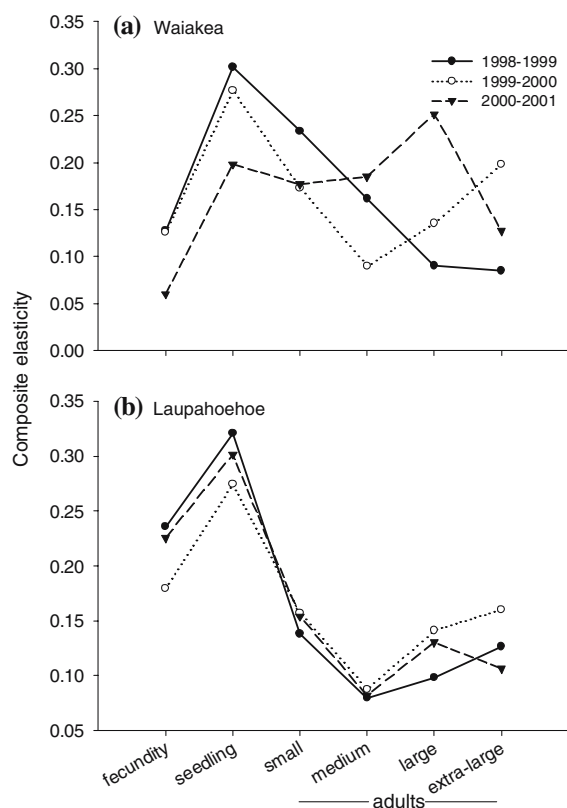 (a) Waiakea
1998-1999
1999-2000
2000-2001
0.35
0.30
0.25
0.20
0.15
0.10
0.05
0.00
Composite elasticity
(b) Laupahoehoe
0.35
0.30
0.25
0.20
0.15
0.10
0.05
fecundity
seedling
small
medium
large
extra-large
adults